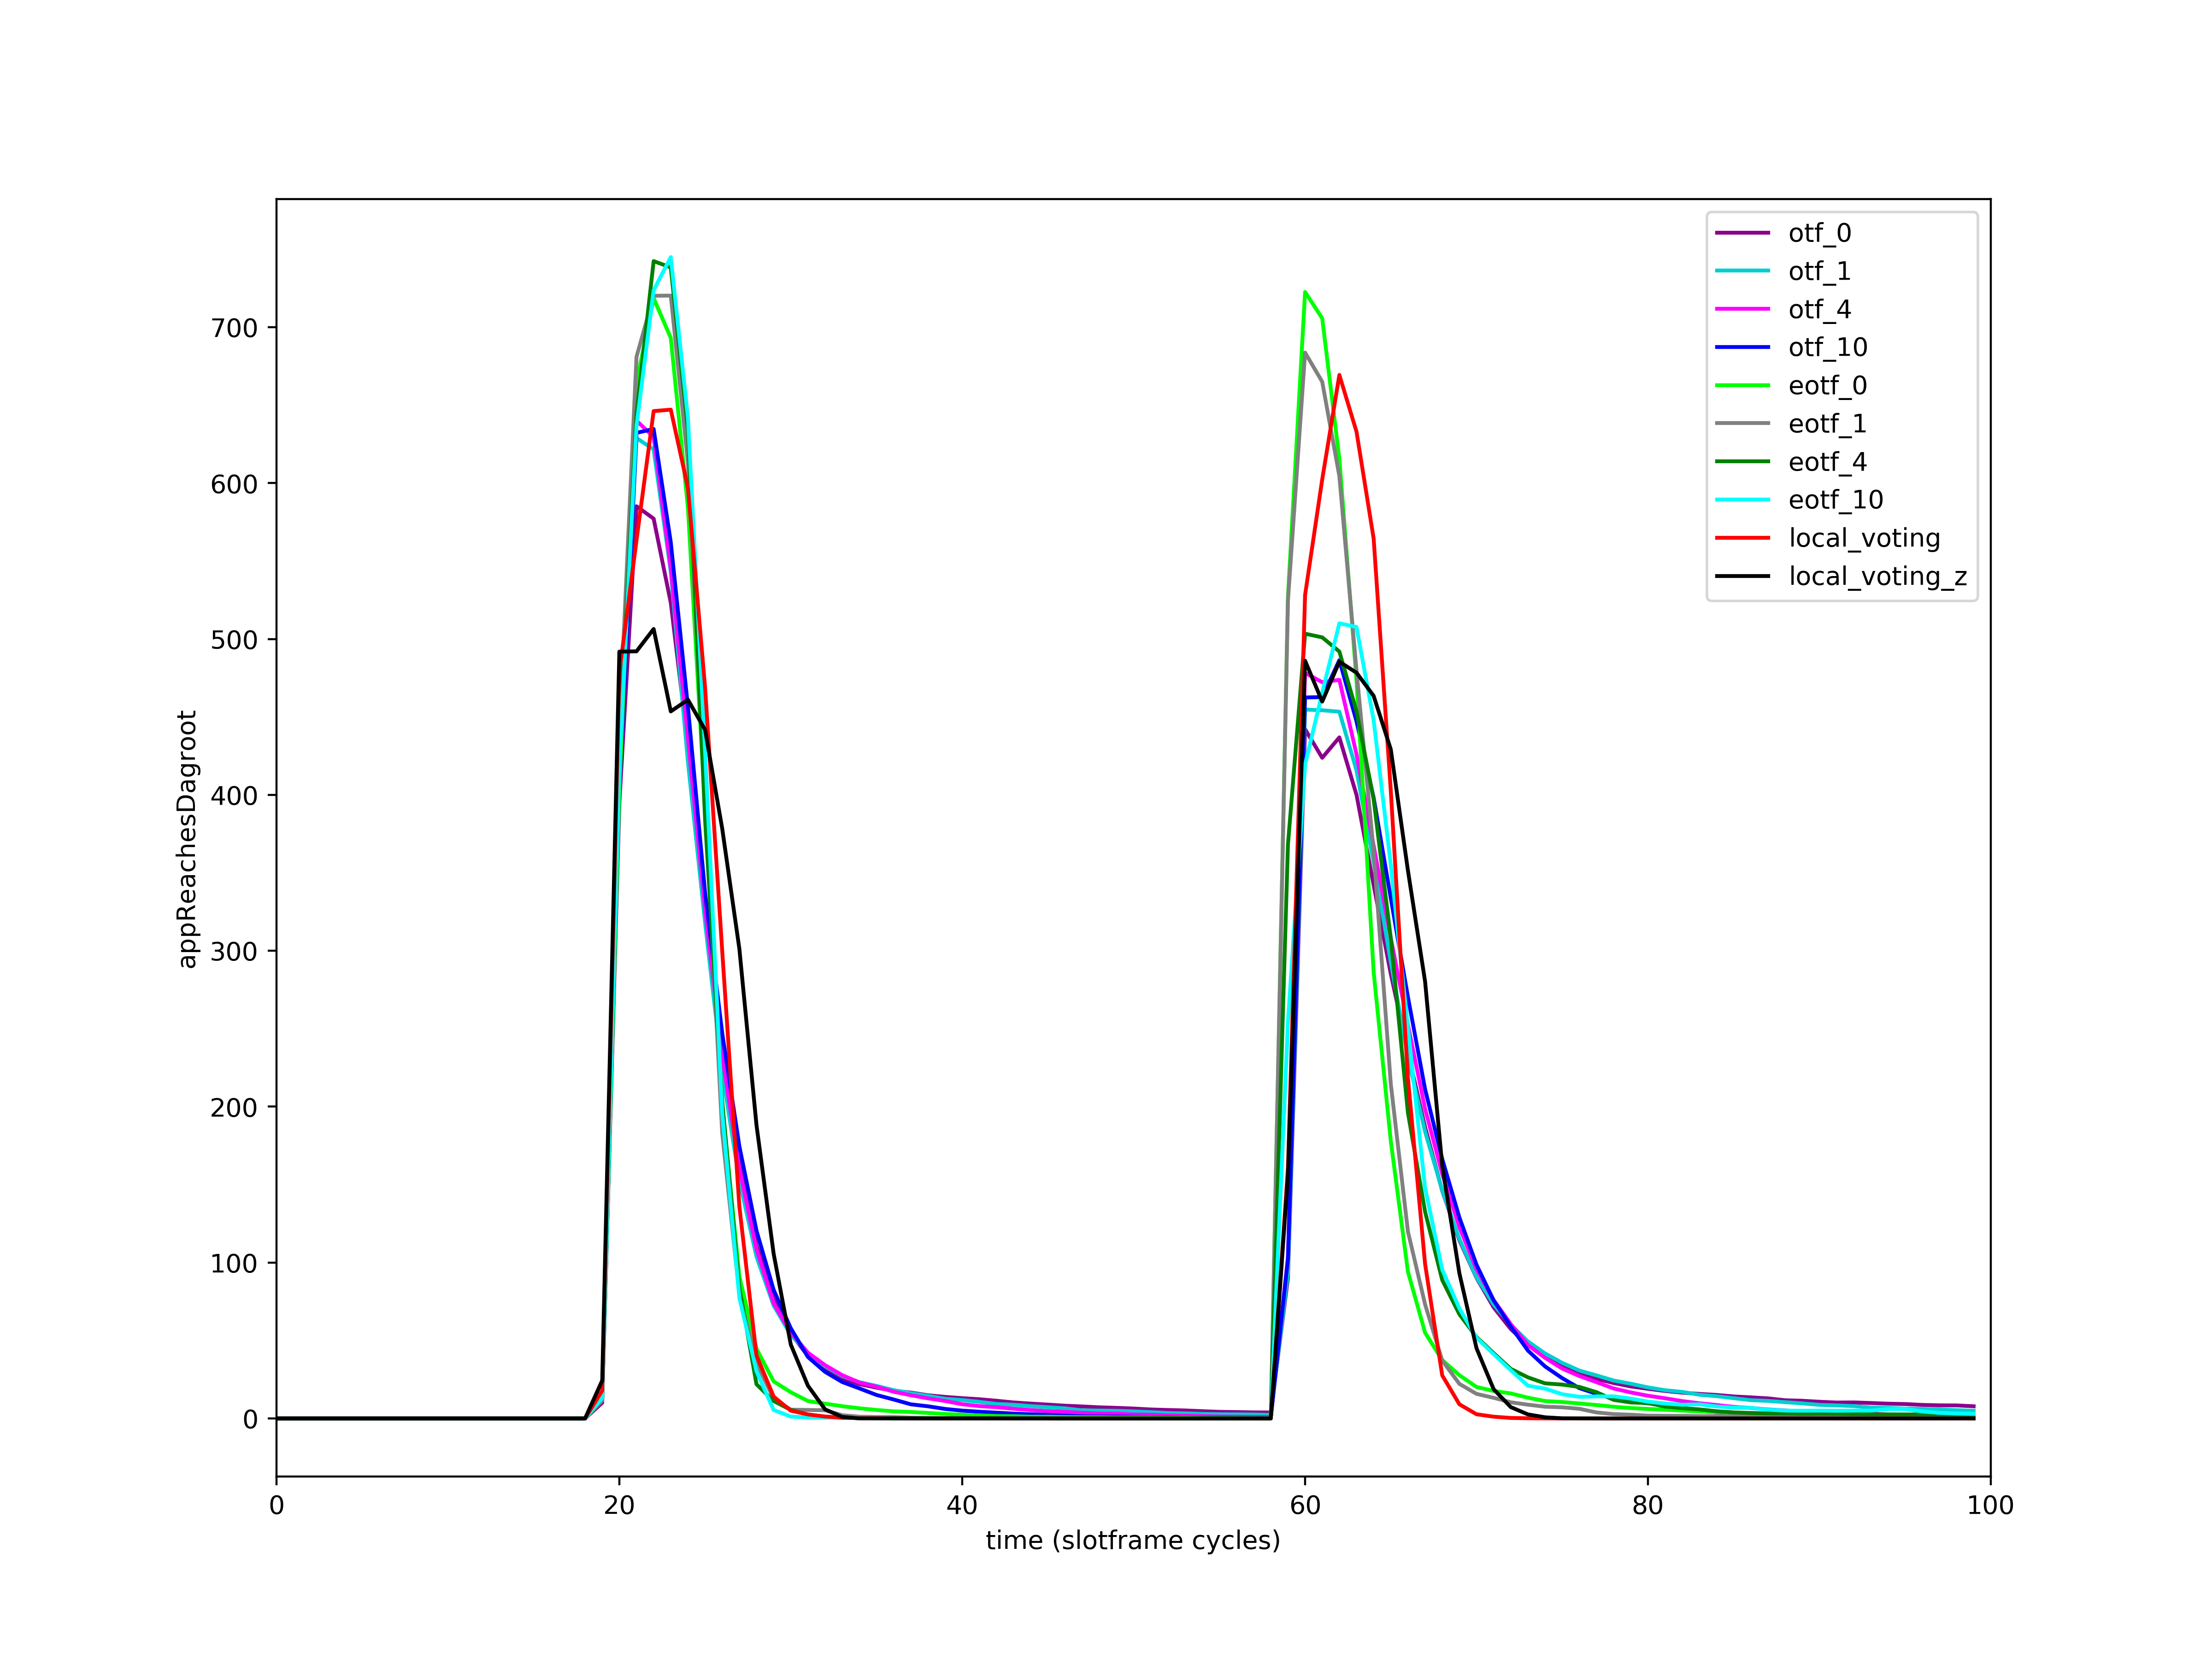 otf_0
otf_1
otf_4
otf_10
eotf_0
eotf_1
eotf_4
eotf_10
local_voting
local_voting_z
appReachesDagroot
700
600
500
400
300
200
100
0
0 20 40 60 80 100
time (slotframe cycles)